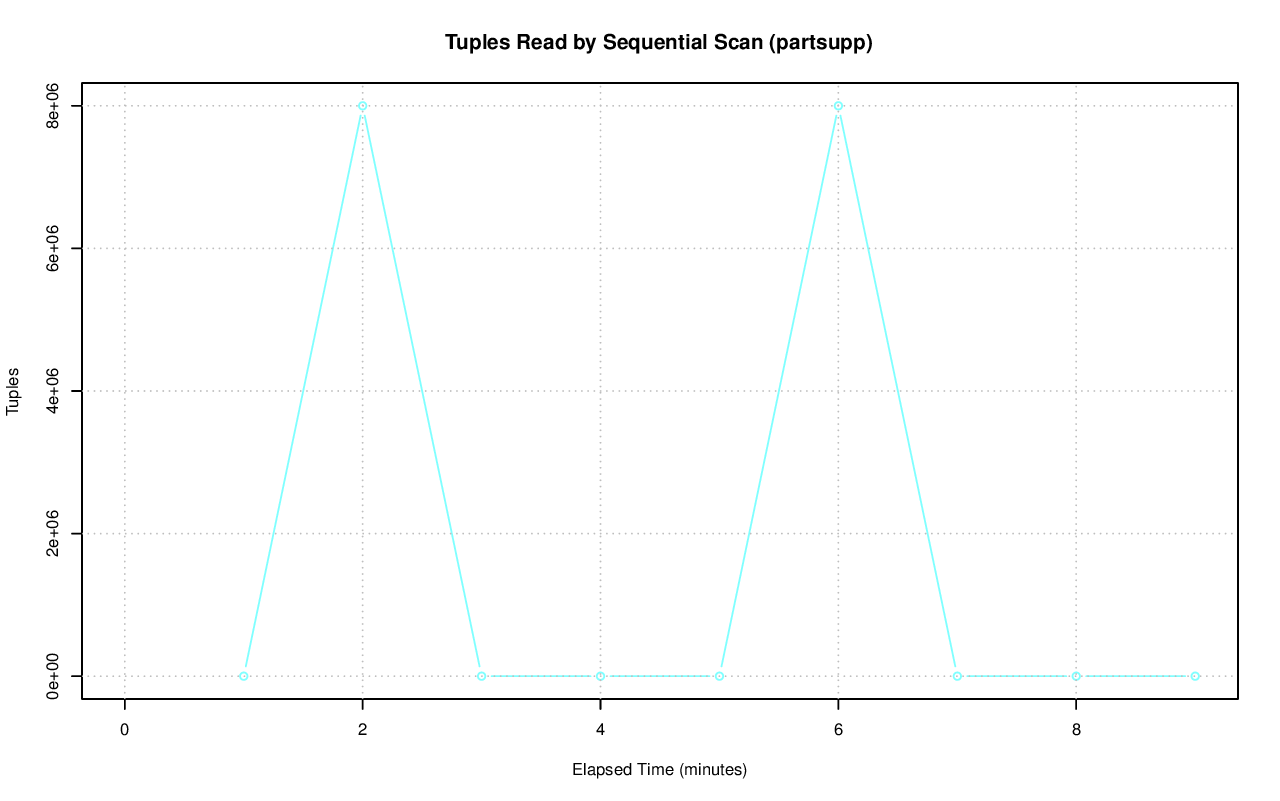 Tuples Read by Sequential Scan (partsupp)
Tuples
8e+06
6e+06
4e+06
2e+06
0e+00
0 2 4 6 8
Elapsed Time (minutes)